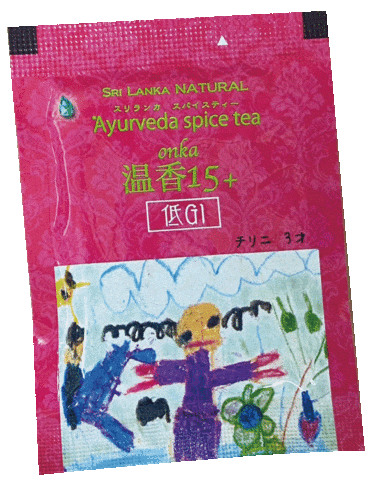 SRI LANKA NATURAL
スリランカ　スパイスティー
Ayurveda spice tea
onka
温香15+
低GI
チリニ 3才